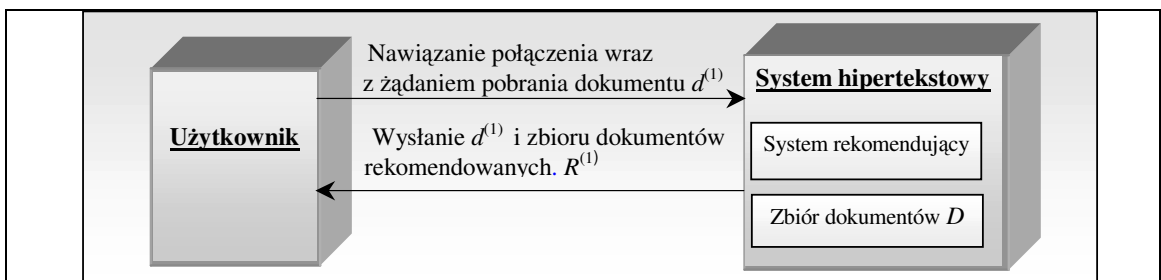 Nawiązanie połączenia wraz
z żądaniem pobrania dokumentu d(1)
System hipertekstowy
Użytkownik
Wysłanie d(1) i zbioru dokumentów
rekomendowanych. R(1)
System rekomendujący
Zbiór dokumentów D